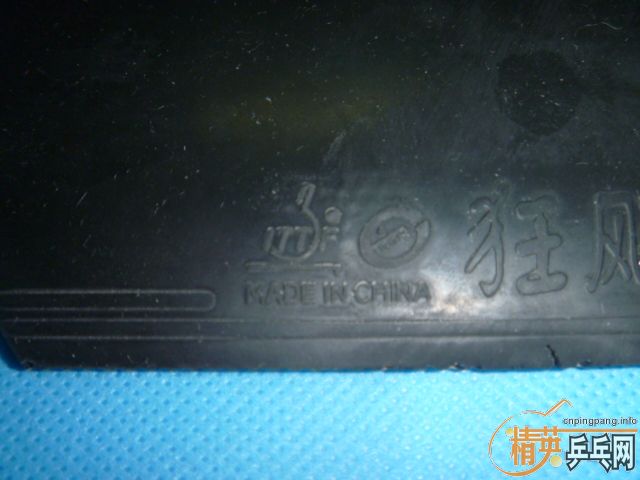 ITTF 狂
MADE IN CHINA
cnpingpang.info
精英乒乓网